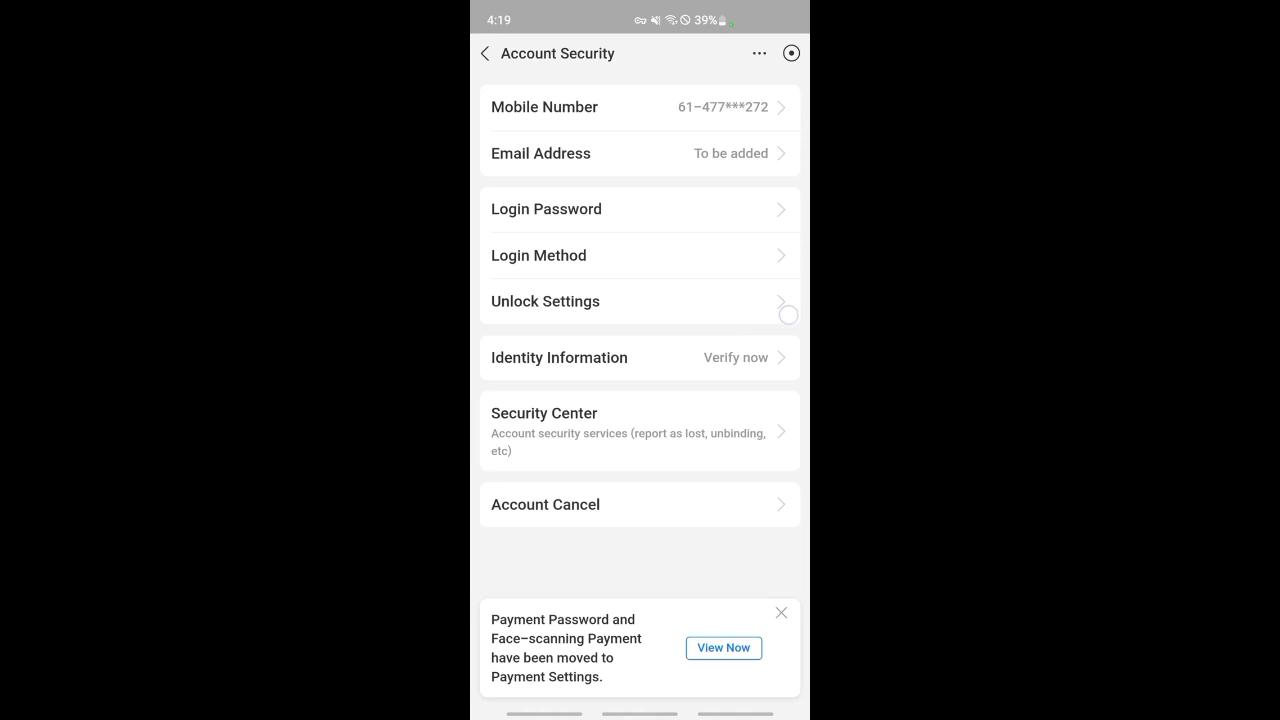 4:19
39%
Account Security
Mobile Number 61-477***272
Email Address To be added
Login Password
Login Method
Unlock Settings
Identity Information Verify now
Security Center
Account security services (report as lost, unbinding,
etc)
Account Cancel
Payment Password and
Face-scanning Payment
have been moved to
Payment Settings.
View Now